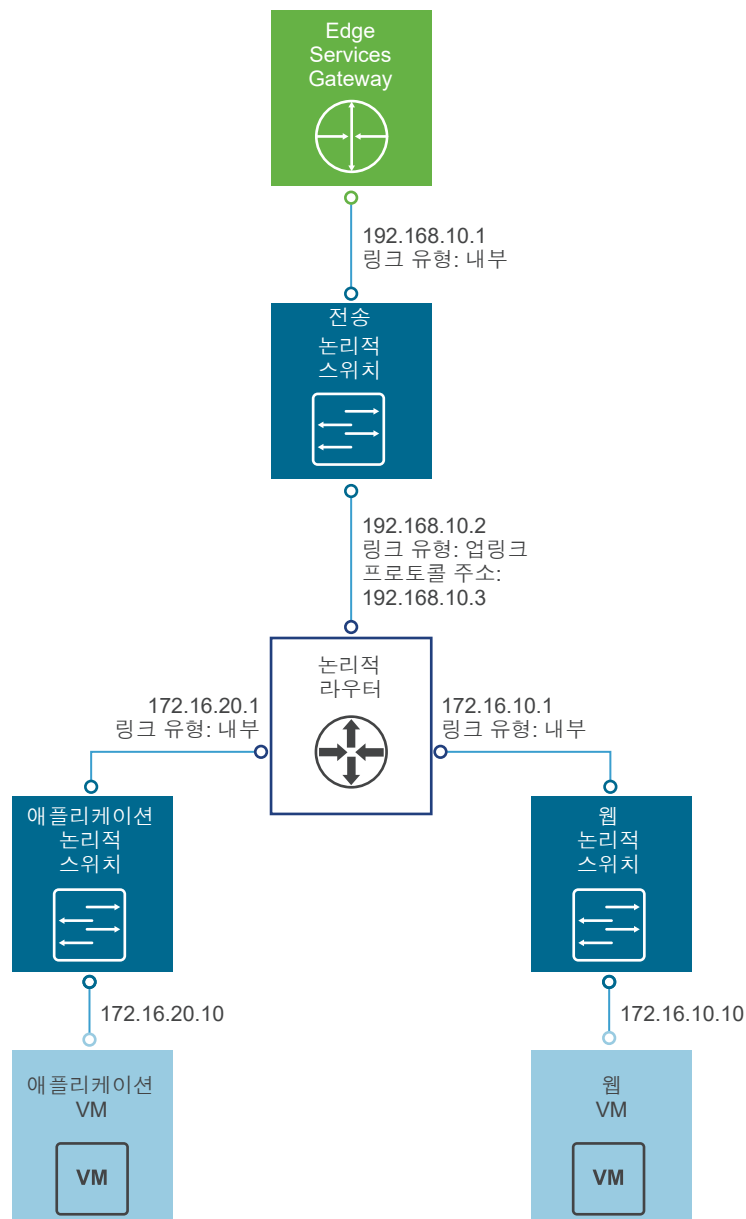 Edge
Services
Gateway
192.168.10.1
링크 유형: 내부
전송
논리적
스위치
192.168.10.2
링크 유형: 업링크
프로토콜 주소:
192.168.10.3
논리적
라우터
172.16.20.1
링크 유형: 내부
172.16.10.1
링크 유형: 내부
애플리케이션
논리적
스위치
웹
논리적
스위치
172.16.20.10
172.16.10.10
애플리케이션
VM
VM
웹
VM
VM